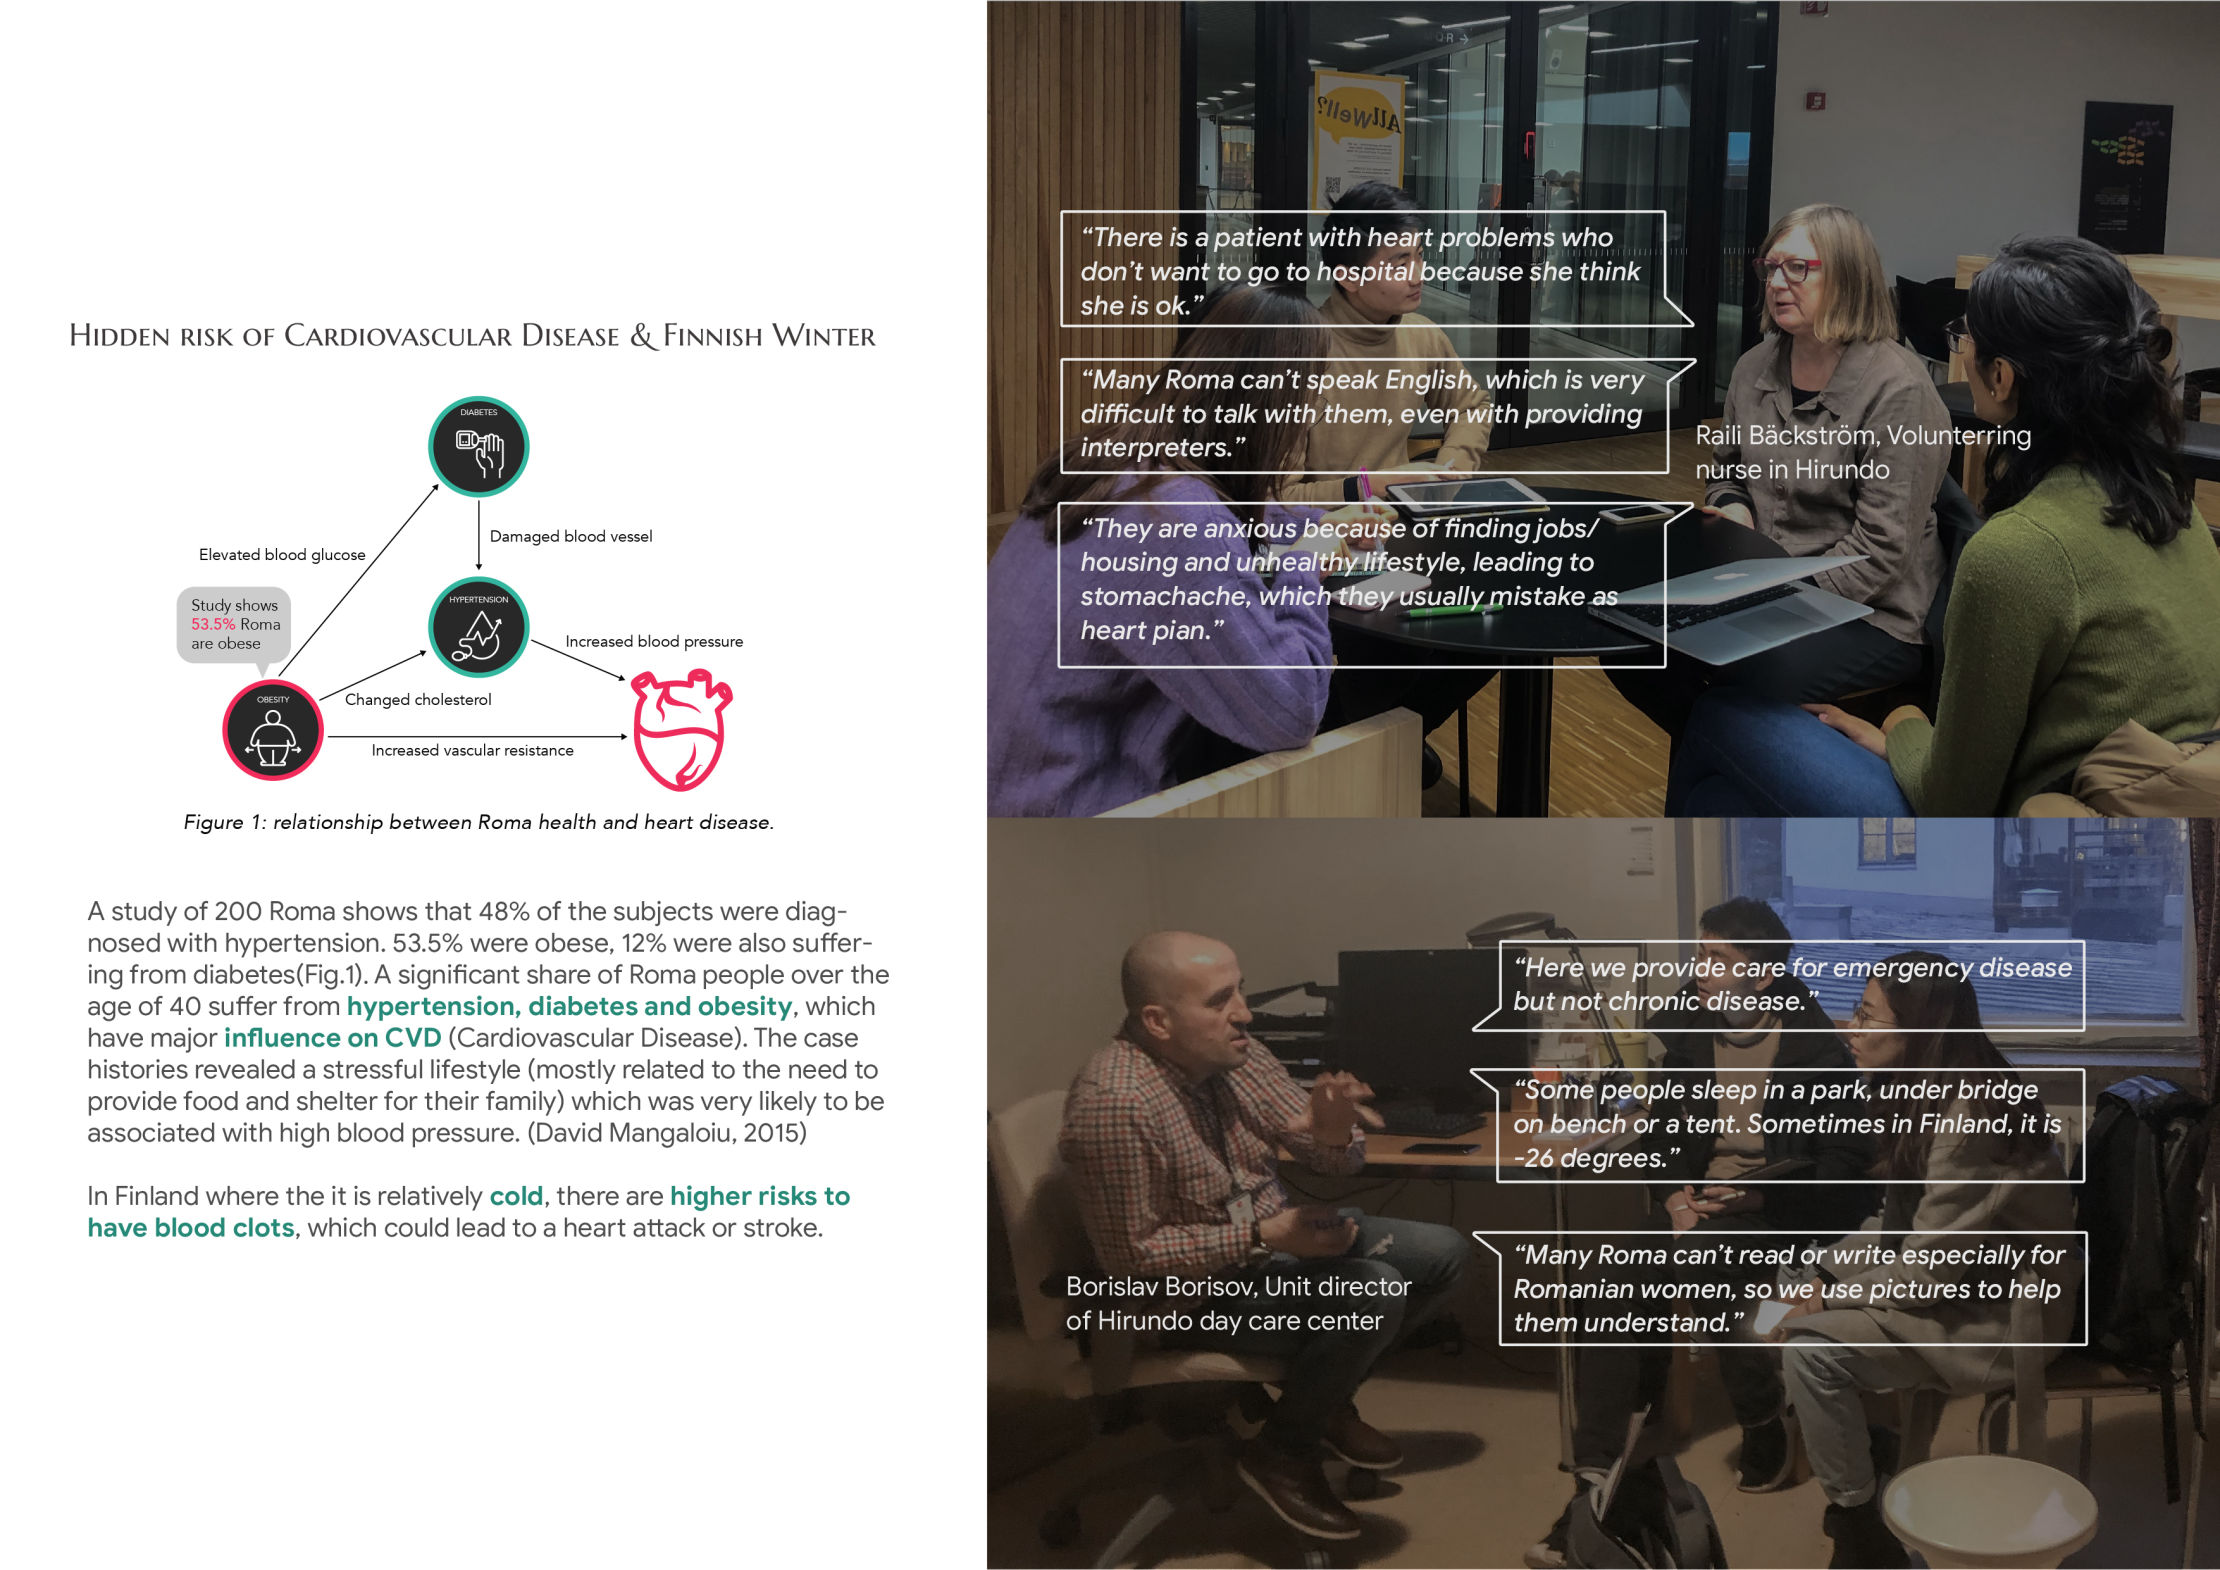 HIDDEN RISK OF CARDIOVASCULAR DISEASE & FINNISH WINTER
DIABETES
Damaged blood vessel
Elevated blood glucose
Study shows
53.5% Roma
are obese
HYPERTENSION
Increased blood pressure
OBESITY
Changed cholesterol
Increased vascular resistance
Figure 1: relationship between Roma health and heart disease.
A study of 200 Roma shows that 48% of the subjects were diag-
nosed with hypertension. 53.5% were obese, 12% were also suffer-
ing from diabetes(Fig.1). A significant share of Roma people over the
age of 40 suffer from hypertension, diabetes and obesity, which
have major influence on CVD (Cardiovascular Disease). The case
histories revealed a stressful lifestyle (mostly related to the need to
provide food and shelter for their family) which was very likely to be
associated with high blood pressure. (David Mangaloiu, 2015)
In Finland where the it is relatively cold, there are higher risks to
have blood clots, which could lead to a heart attack or stroke.
All Well?
“There is a patient with heart problems who
don’t want to go to hospital because she think
she is ok.”
“Many Roma can’t speak English, which is very
difficult to talk with them, even with providing
interpreters.”
Raili Bäckström, Volunterring
nurse in Hirundo
“They are anxious because of finding jobs/
housing and unhealthy lifestyle, leading to
stomachache, which they usually mistake as
heart pian.”
“Here we provide care for emergency disease
but not chronic disease.”
“Some people sleep in a park, under bridge
on bench or a tent. Sometimes in Finland, it is
-26 degrees.”
“Many Roma can’t read or write especially for
Romanian women, so we use pictures to help
them understand.”
Borislav Borisov, Unit director
of Hirundo day care center